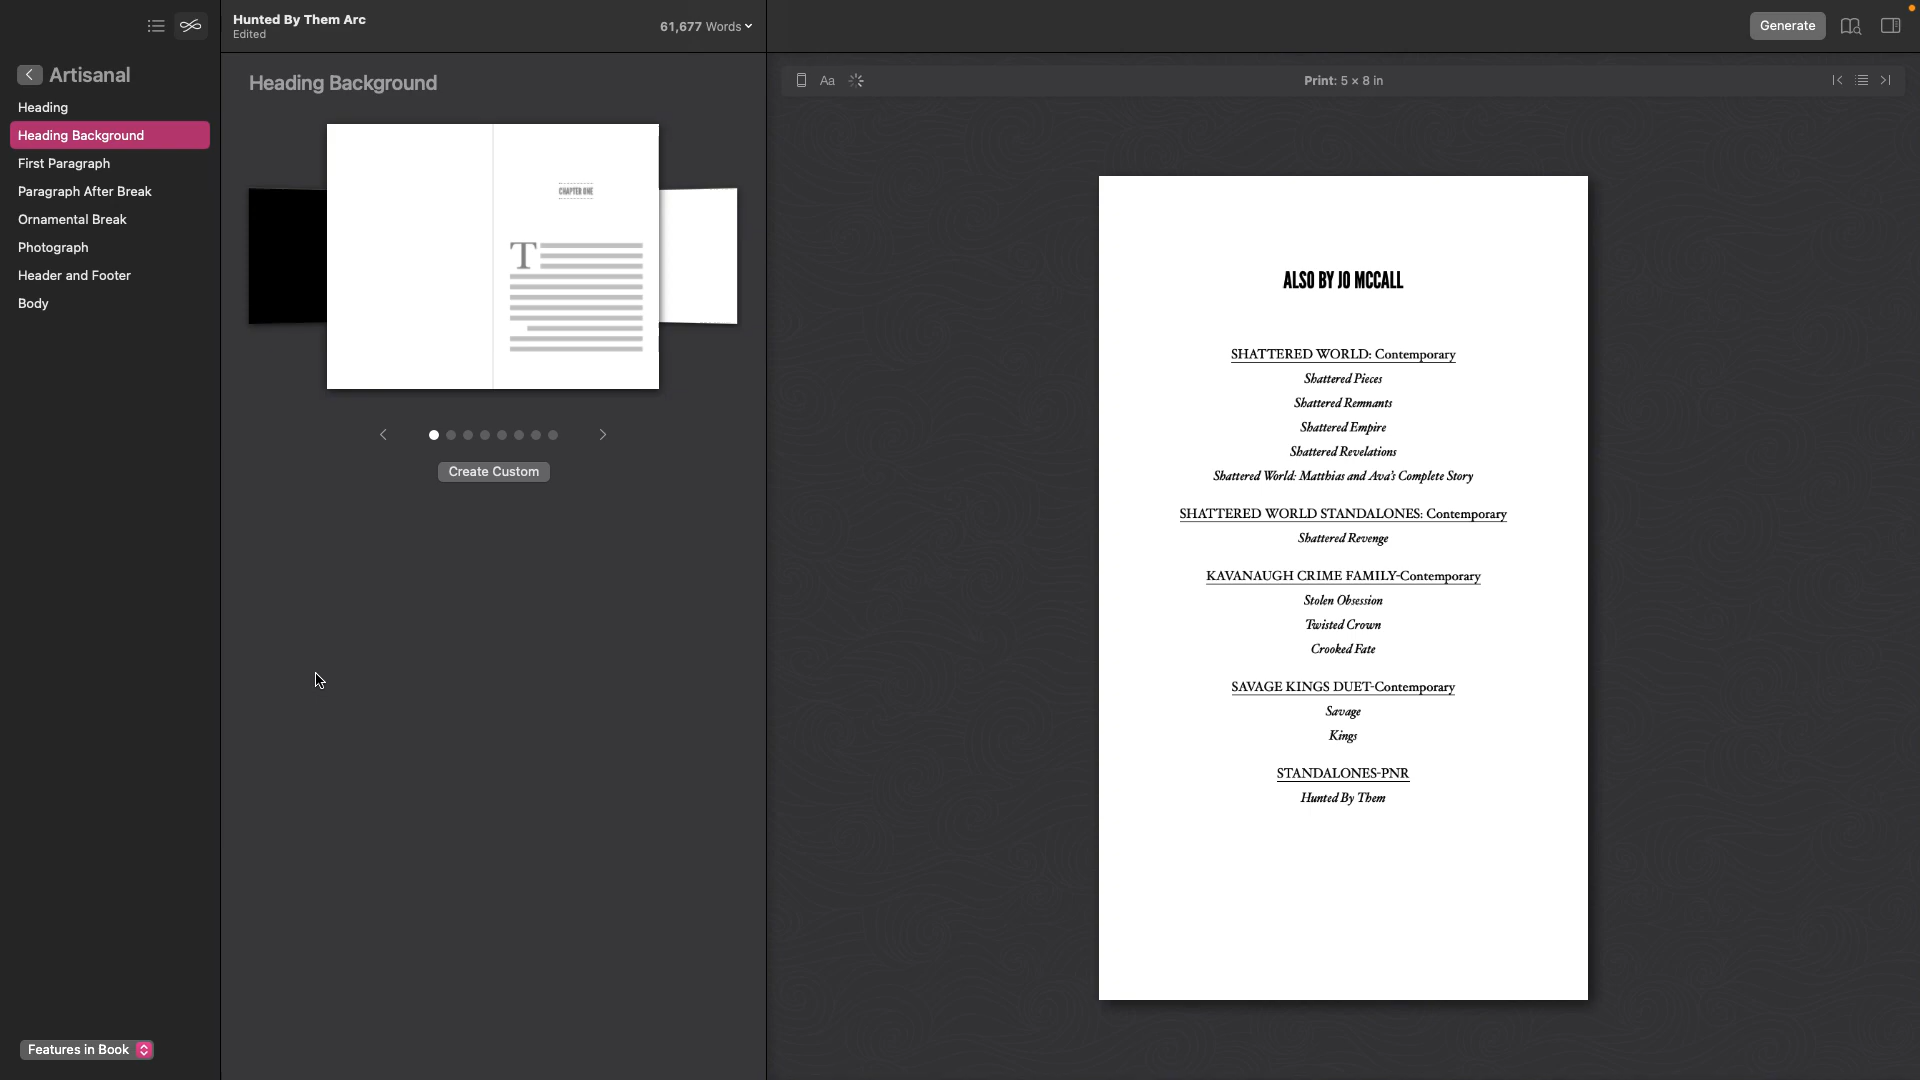 Hunted By Them Arc
Edited
61,677 Words
Generate
Artisanal
Heading
Heading Background
First Paragraph
Paragraph After Break
Ornamental Break
Photograph
Header and Footer
Body
Features in Book
Heading Background
CHAPTER ONE
T
Create Custom
Aa
Print: 5 × 8 in
ALSO BY JO MCCALL
SHATTERED WORLD: Contemporary
Shattered Pieces
Shattered Remnants
Shattered Empire
Shattered Revelations
Shattered World: Matthias and Ava's Complete Story
SHATTERED WORLD STANDALONES: Contemporary
Shattered Revenge
KAVANAUGH CRIME FAMILY-Contemporary
Stolen Obsession
Twisted Crown
Crooked Fate
SAVAGE KINGS DUET-Contemporary
Savage
Kings
STANDALONES-PNR
Hunted By Them